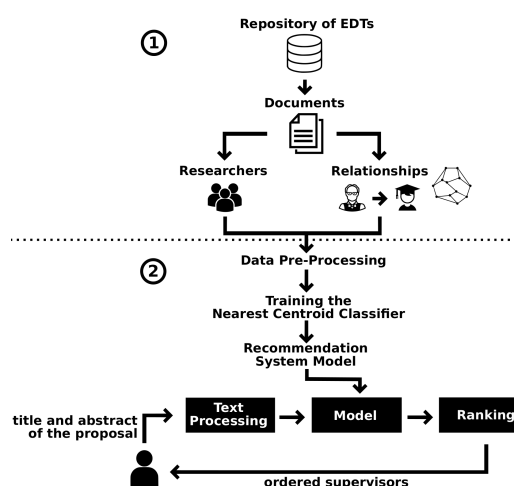 Repository of EDTs
1
Documents
Researchers
Relationships
2
Data Pre-Processing
Training the
Nearest Centroid Classifier
Recommendation
System Model
Text
Processing
Model
Ranking
title and abstract
of the proposal
ordered supervisors